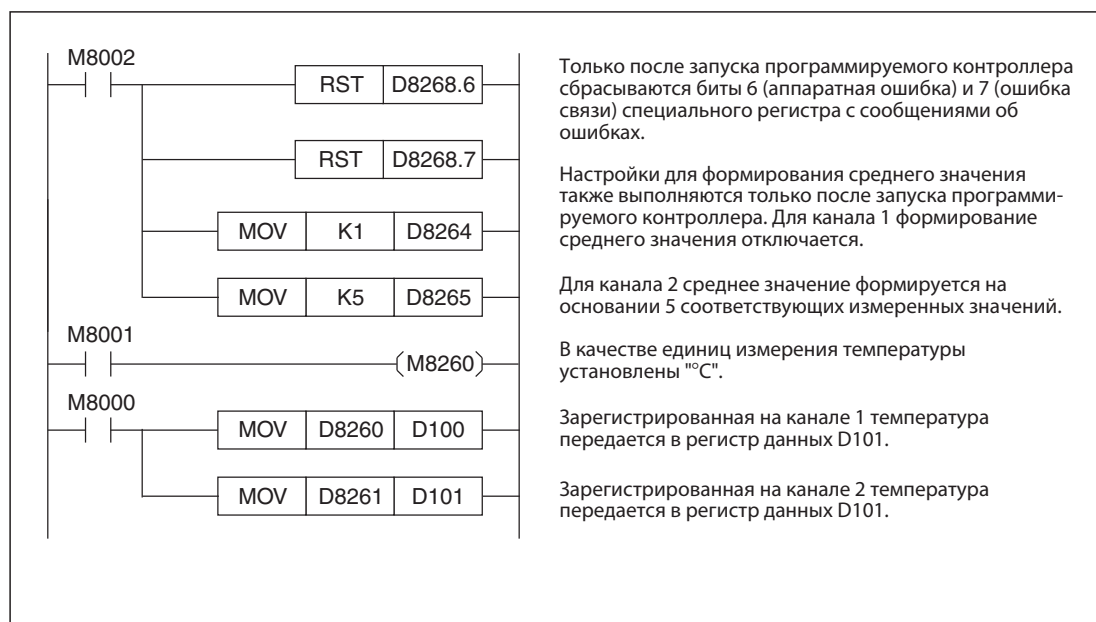 M8002
RST D8268.6
Только после запуска программируемого контроллера
сбрасываются биты 6 (аппаратная ошибка) и 7 (ошибка
связи) специального регистра с сообщениями об
ошибках.
RST D8268.7
Настройки для формирования среднего значения
также выполняются только после запуска программи-
руемого контроллера. Для канала 1 формирование
среднего значения отключается.
MOV K1 D8264
Для канала 2 среднее значение формируется на
основании 5 соответствующих измеренных значений.
MOV K5 D8265
M8001
M8260
В качестве единиц измерения температуры
установлены "°C".
M8000
MOV D8260 D100
Зарегистрированная на канале 1 температура
передается в регистр данных D101.
MOV D8261 D101
Зарегистрированная на канале 2 температура
передается в регистр данных D101.